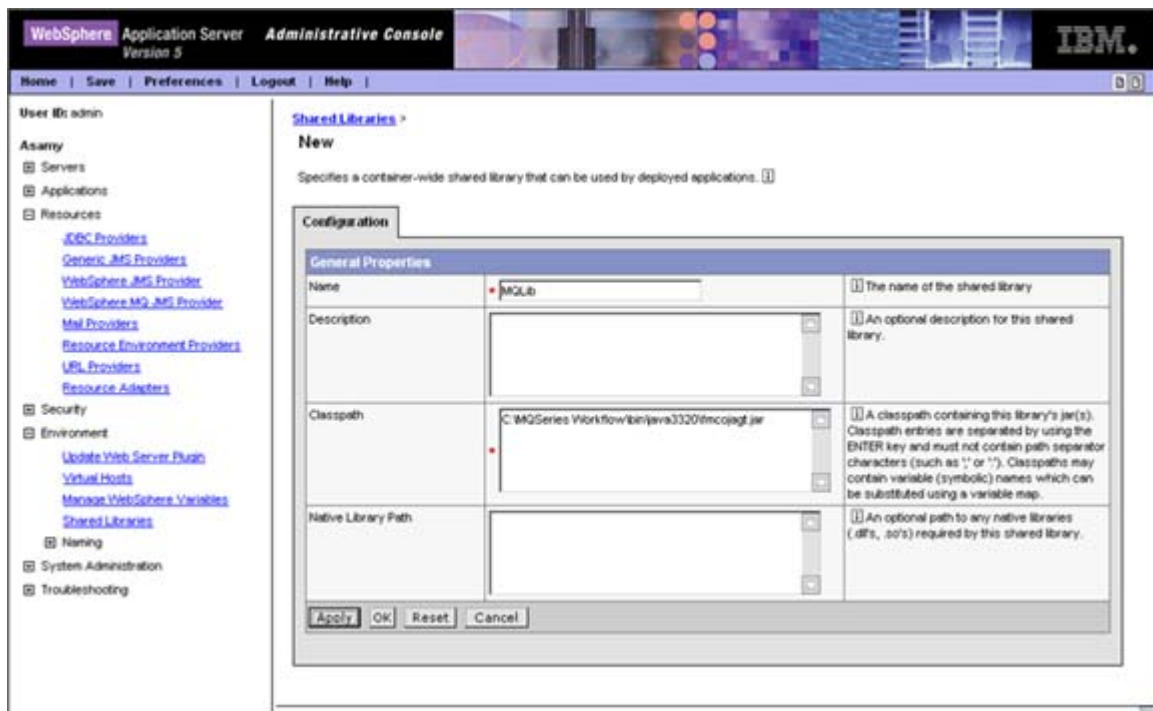 WebSphere Application Server Administrative Console
Version 5
IBM.
Home | Save | Preferences | Logout | Help |
User ID: admin
Asamy
Servers
Applications
Resources
JDBC Providers
Generic JMS Providers
WebSphere JMS Provider
WebSphere MQ JMS Provider
Mail Providers
Resource Environment Providers
URL Providers
Resource Adapters
Security
Environment
Update Web Server Plugin
Virtual Hosts
Manage WebSphere Variables
Shared Libraries
Naming
System Administration
Troubleshooting
Shared Libraries >
New
Specifies a container-wide shared library that can be used by deployed applications. i
Configuration
General Properties
Name
* MQLib
i The name of the shared library
Description
i An optional description for this shared
library.
Classpath
* C:\MQSeries Workflow\bin\java3320\fmcojagt.jar
i A classpath containing this library's jar(s).
Classpath entries are separated by using the
ENTER key and must not contain path separator
characters (such as ';' or ':'). Classpaths may
contain variable (symbolic) names which can
be substituted using a variable map.
Native Library Path
i An optional path to any native libraries
(.dll's, .so's) required by this shared library.
Apply OK Reset Cancel